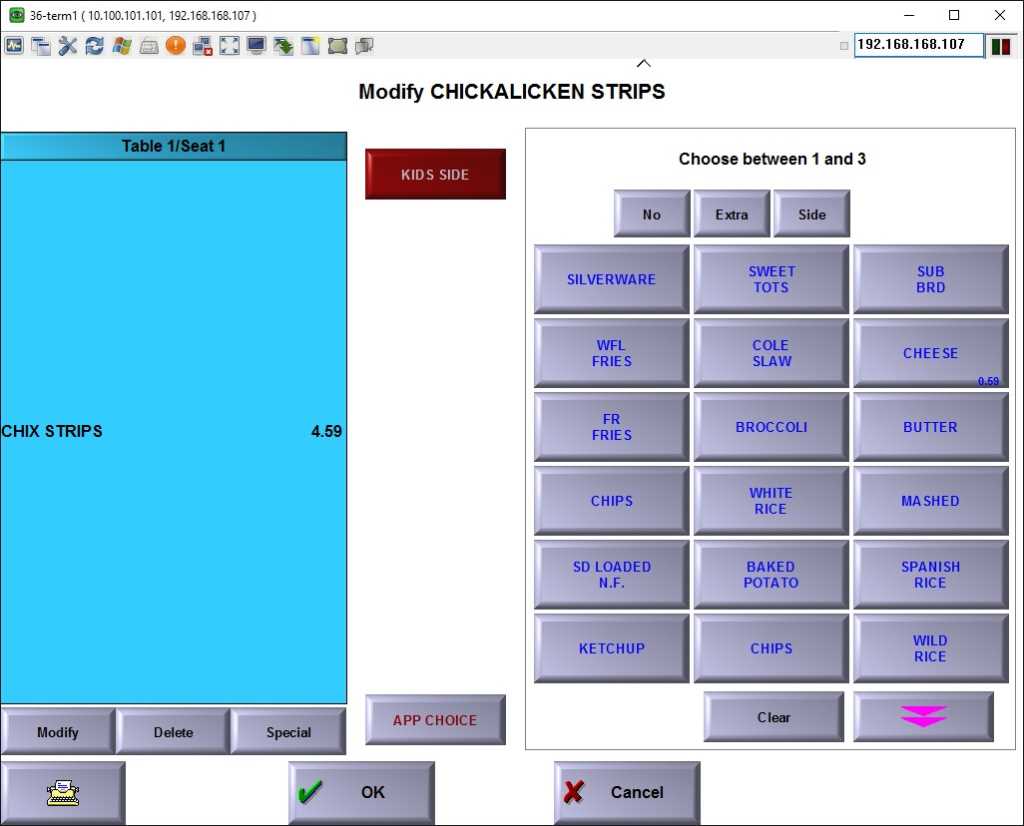 36-term1 ( 10.100.101.101, 192.168.168.107 )
192.168.168.107
Modify CHICKALICKEN STRIPS
Table 1/Seat 1
CHIX STRIPS 4.59
Modify Delete Special
KIDS SIDE
APP CHOICE
Choose between 1 and 3
No Extra Side
SILVERWARE
SWEET
TOTS
SUB
BRD
WFL
FRIES
COLE
SLAW
CHEESE
0.59
FR
FRIES
BROCCOLI
BUTTER
CHIPS
WHITE
RICE
MASHED
SD LOADED
N.F.
BAKED
POTATO
SPANISH
RICE
KETCHUP
CHIPS
WILD
RICE
Clear
OK
Cancel